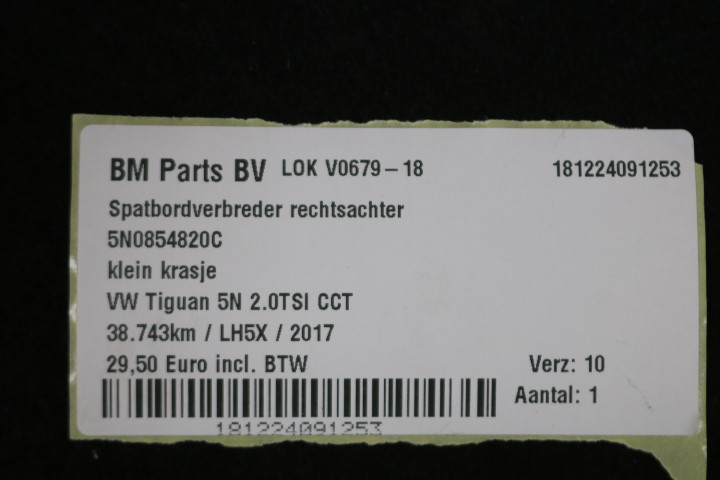 BM Parts BV LOK V0679-18 181224091253
Spatbordverbreder rechtsachter
5N0854820C
klein krasje
VW Tiguan 5N 2.0TSI CCT
38.743km / LH5X / 2017
29,50 Euro incl. BTW Verz: 10
Aantal: 1
181224091253